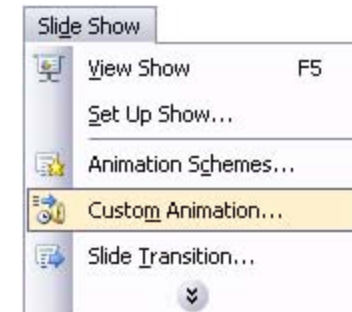 Slide Show
View Show F5
Set Up Show...
Animation Schemes...
Custom Animation...
Slide Transition...